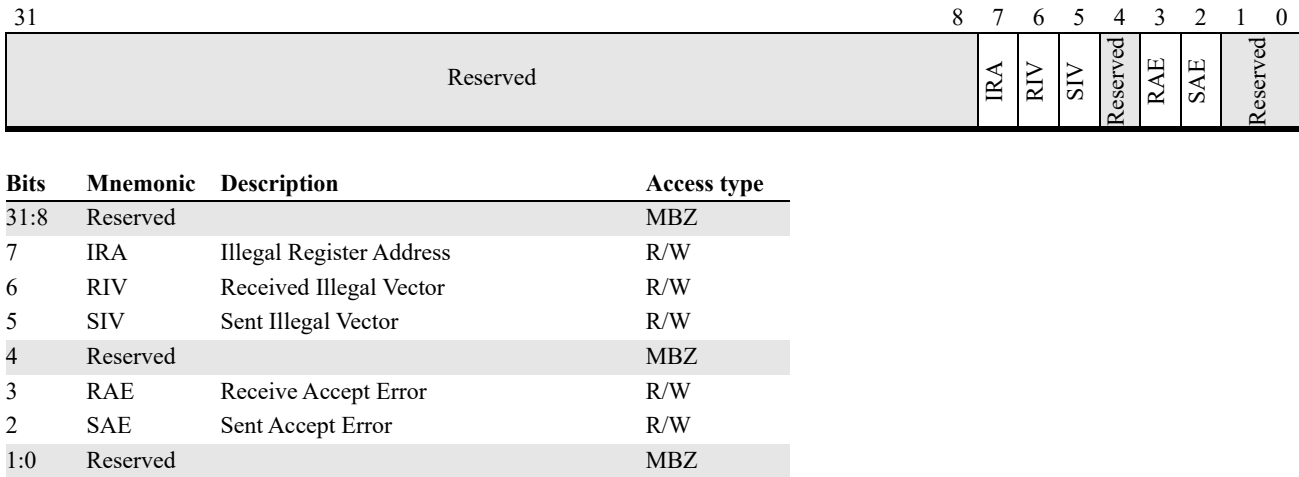 31 8 7 6 5 4 3 2 1 0
Reserved IRA RIV SIV Reserved RAE SAE Reserved
Bits Mnemonic Description Access type
31:8 Reserved MBZ
7 IRA Illegal Register Address R/W
6 RIV Received Illegal Vector R/W
5 SIV Sent Illegal Vector R/W
4 Reserved MBZ
3 RAE Receive Accept Error R/W
2 SAE Sent Accept Error R/W
1:0 Reserved MBZ